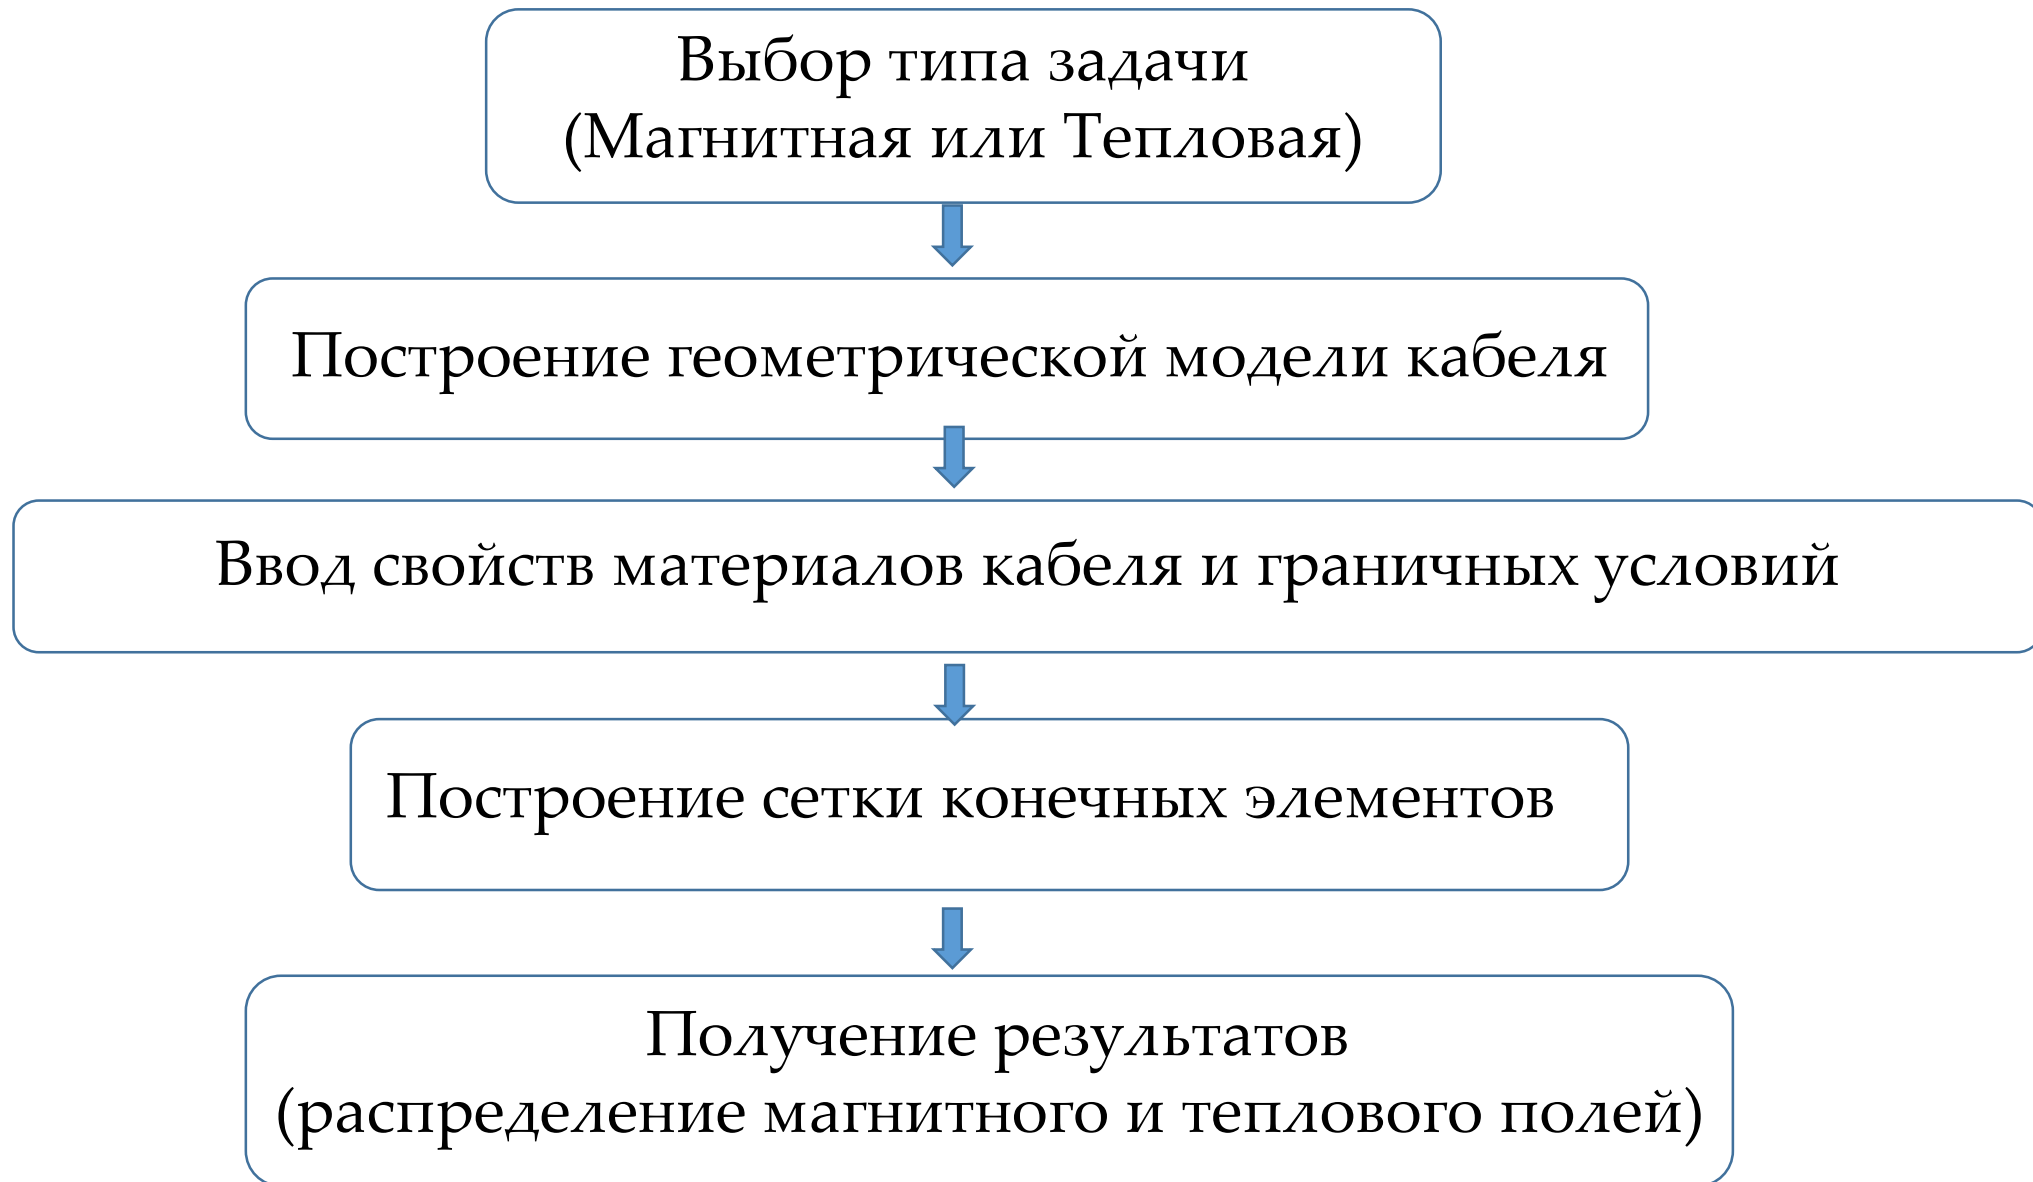 Выбор типа задачи
(Магнитная или Тепловая)
Построение геометрической модели кабеля
Ввод свойств материалов кабеля и граничных условий
Построение сетки конечных элементов
Получение результатов
(распределение магнитного и теплового полей)